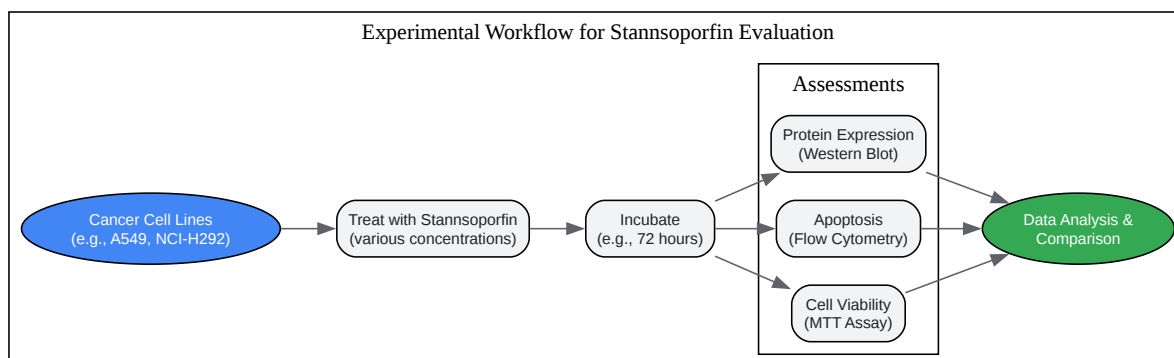 Experimental Workflow for Stannsoporfin Evaluation
Assessments
Protein Expression
(Western Blot)
Cancer Cell Lines
(e.g., A549, NCI-H292)
Treat with Stannsoporfin
(various concentrations)
Incubate
(e.g., 72 hours)
Apoptosis
(Flow Cytometry)
Data Analysis &
Comparison
Cell Viability
(MTT Assay)